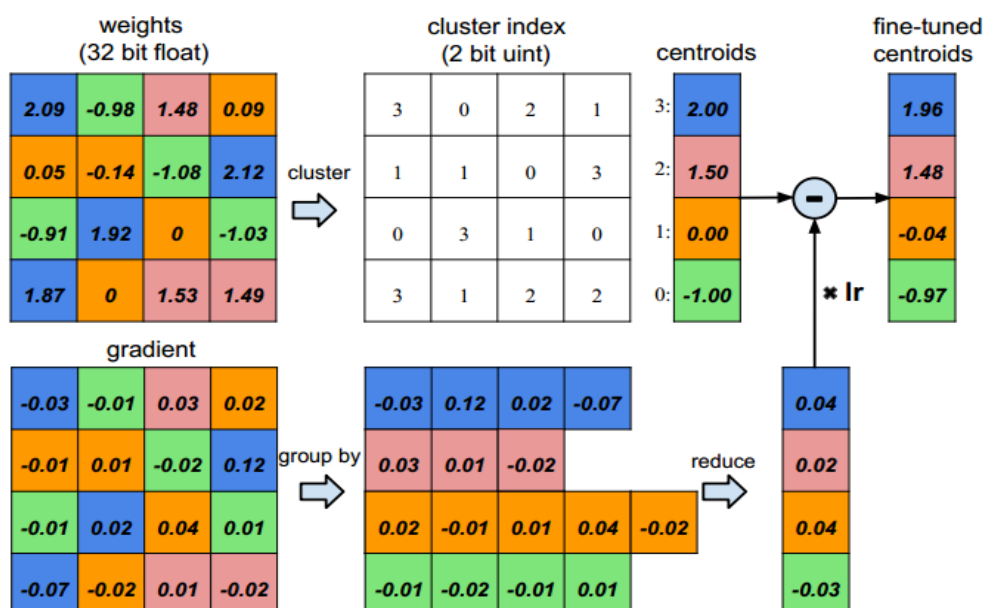 weights
(32 bit float)
cluster index
(2 bit uint)
centroids
fine-tuned
centroids
2.09 -0.98 1.48 0.09
3 0 2 1
3: 2.00
1.96
0.05 -0.14 -1.08 2.12
cluster
1 1 0 3
2: 1.50
1.48
-0.91 1.92 0 -1.03
0 3 1 0
1: 0.00
-
-0.04
1.87 0 1.53 1.49
3 1 2 2
0: -1.00
× lr
-0.97
gradient
-0.03 -0.01 0.03 0.02
-0.03 0.12 0.02 -0.07
0.04
-0.01 0.01 -0.02 0.12
group by
0.03 0.01 -0.02
reduce
0.02
-0.01 0.02 0.04 0.01
0.02 -0.01 0.01 0.04 -0.02
0.04
-0.07 -0.02 0.01 -0.02
-0.01 -0.02 -0.01 0.01
-0.03